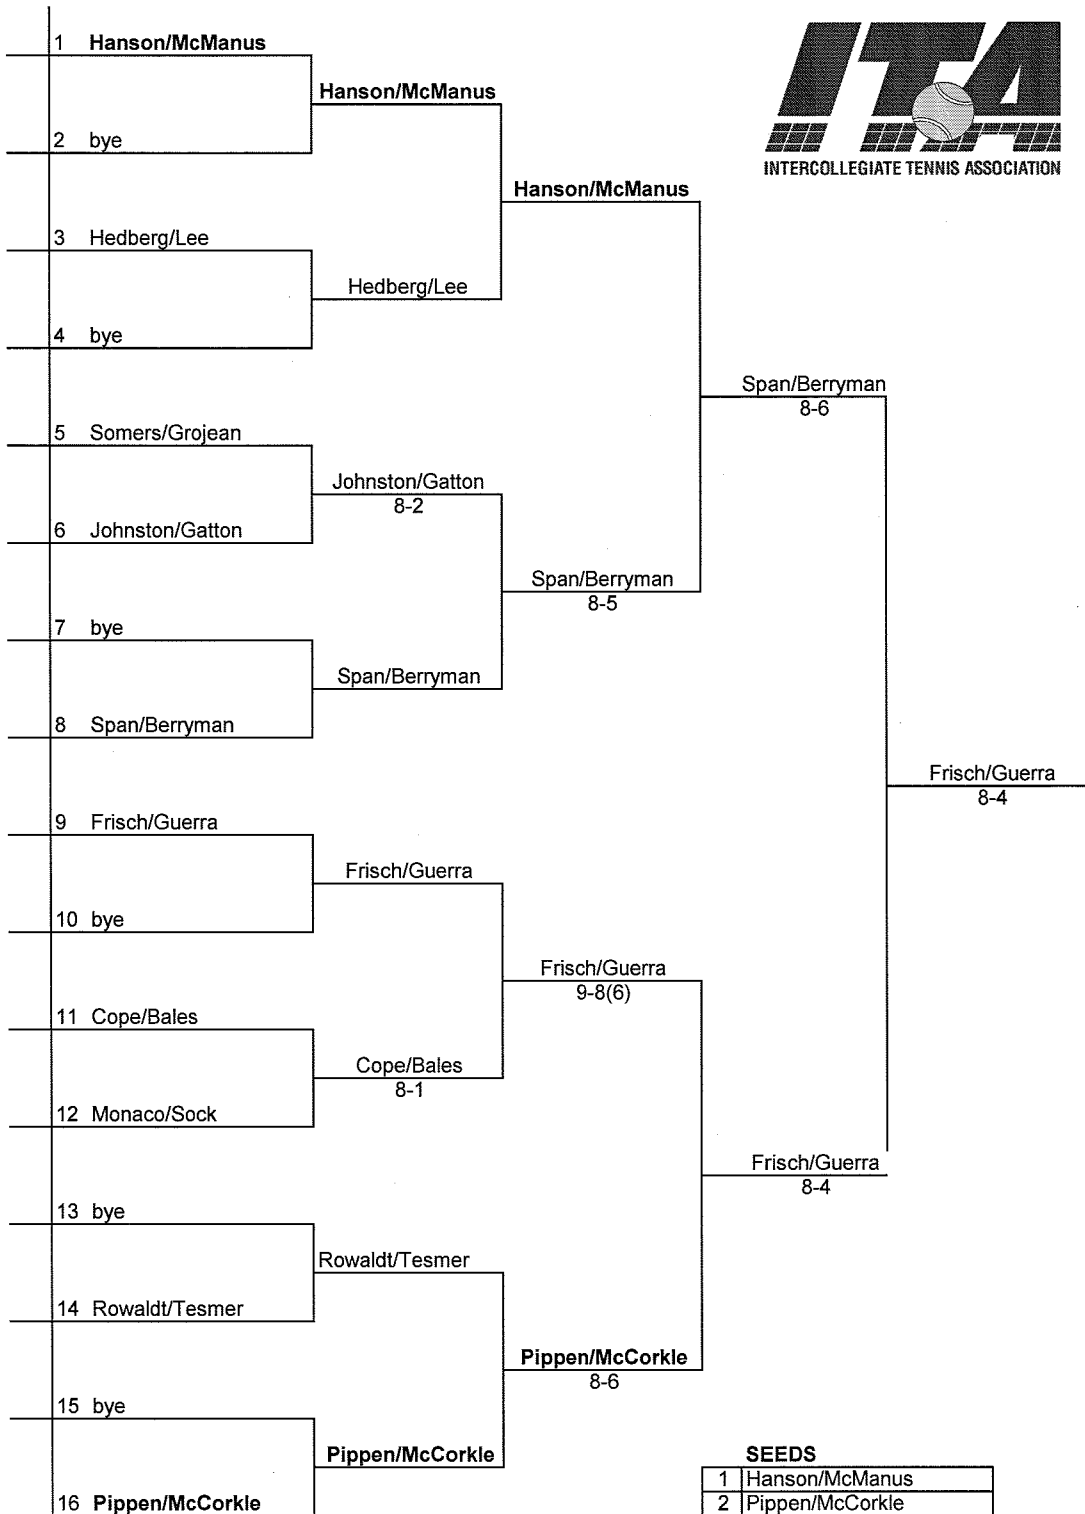 1 Hanson/McManus
2 bye
3 Hedberg/Lee
4 bye
5 Somers/Grojean
6 Johnston/Gatton
7 bye
8 Span/Berryman
9 Frisch/Guerra
10 bye
11 Cope/Bales
12 Monaco/Sock
13 bye
14 Rowaldt/Tesmer
15 bye
16 Pippen/McCorkle
Hanson/McManus
Hedberg/Lee
Johnston/Gatton
8-2
Span/Berryman
Frisch/Guerra
Cope/Bales
8-1
Rowaldt/Tesmer
Pippen/McCorkle
Hanson/McManus
Span/Berryman
8-5
Frisch/Guerra
9-8(6)
Pippen/McCorkle
8-6
Span/Berryman
8-6
Frisch/Guerra
8-4
Frisch/Guerra
8-4
ITA
INTERCOLLEGIATE TENNIS ASSOCIATION
SEEDS
1 Hanson/McManus
2 Pippen/McCorkle